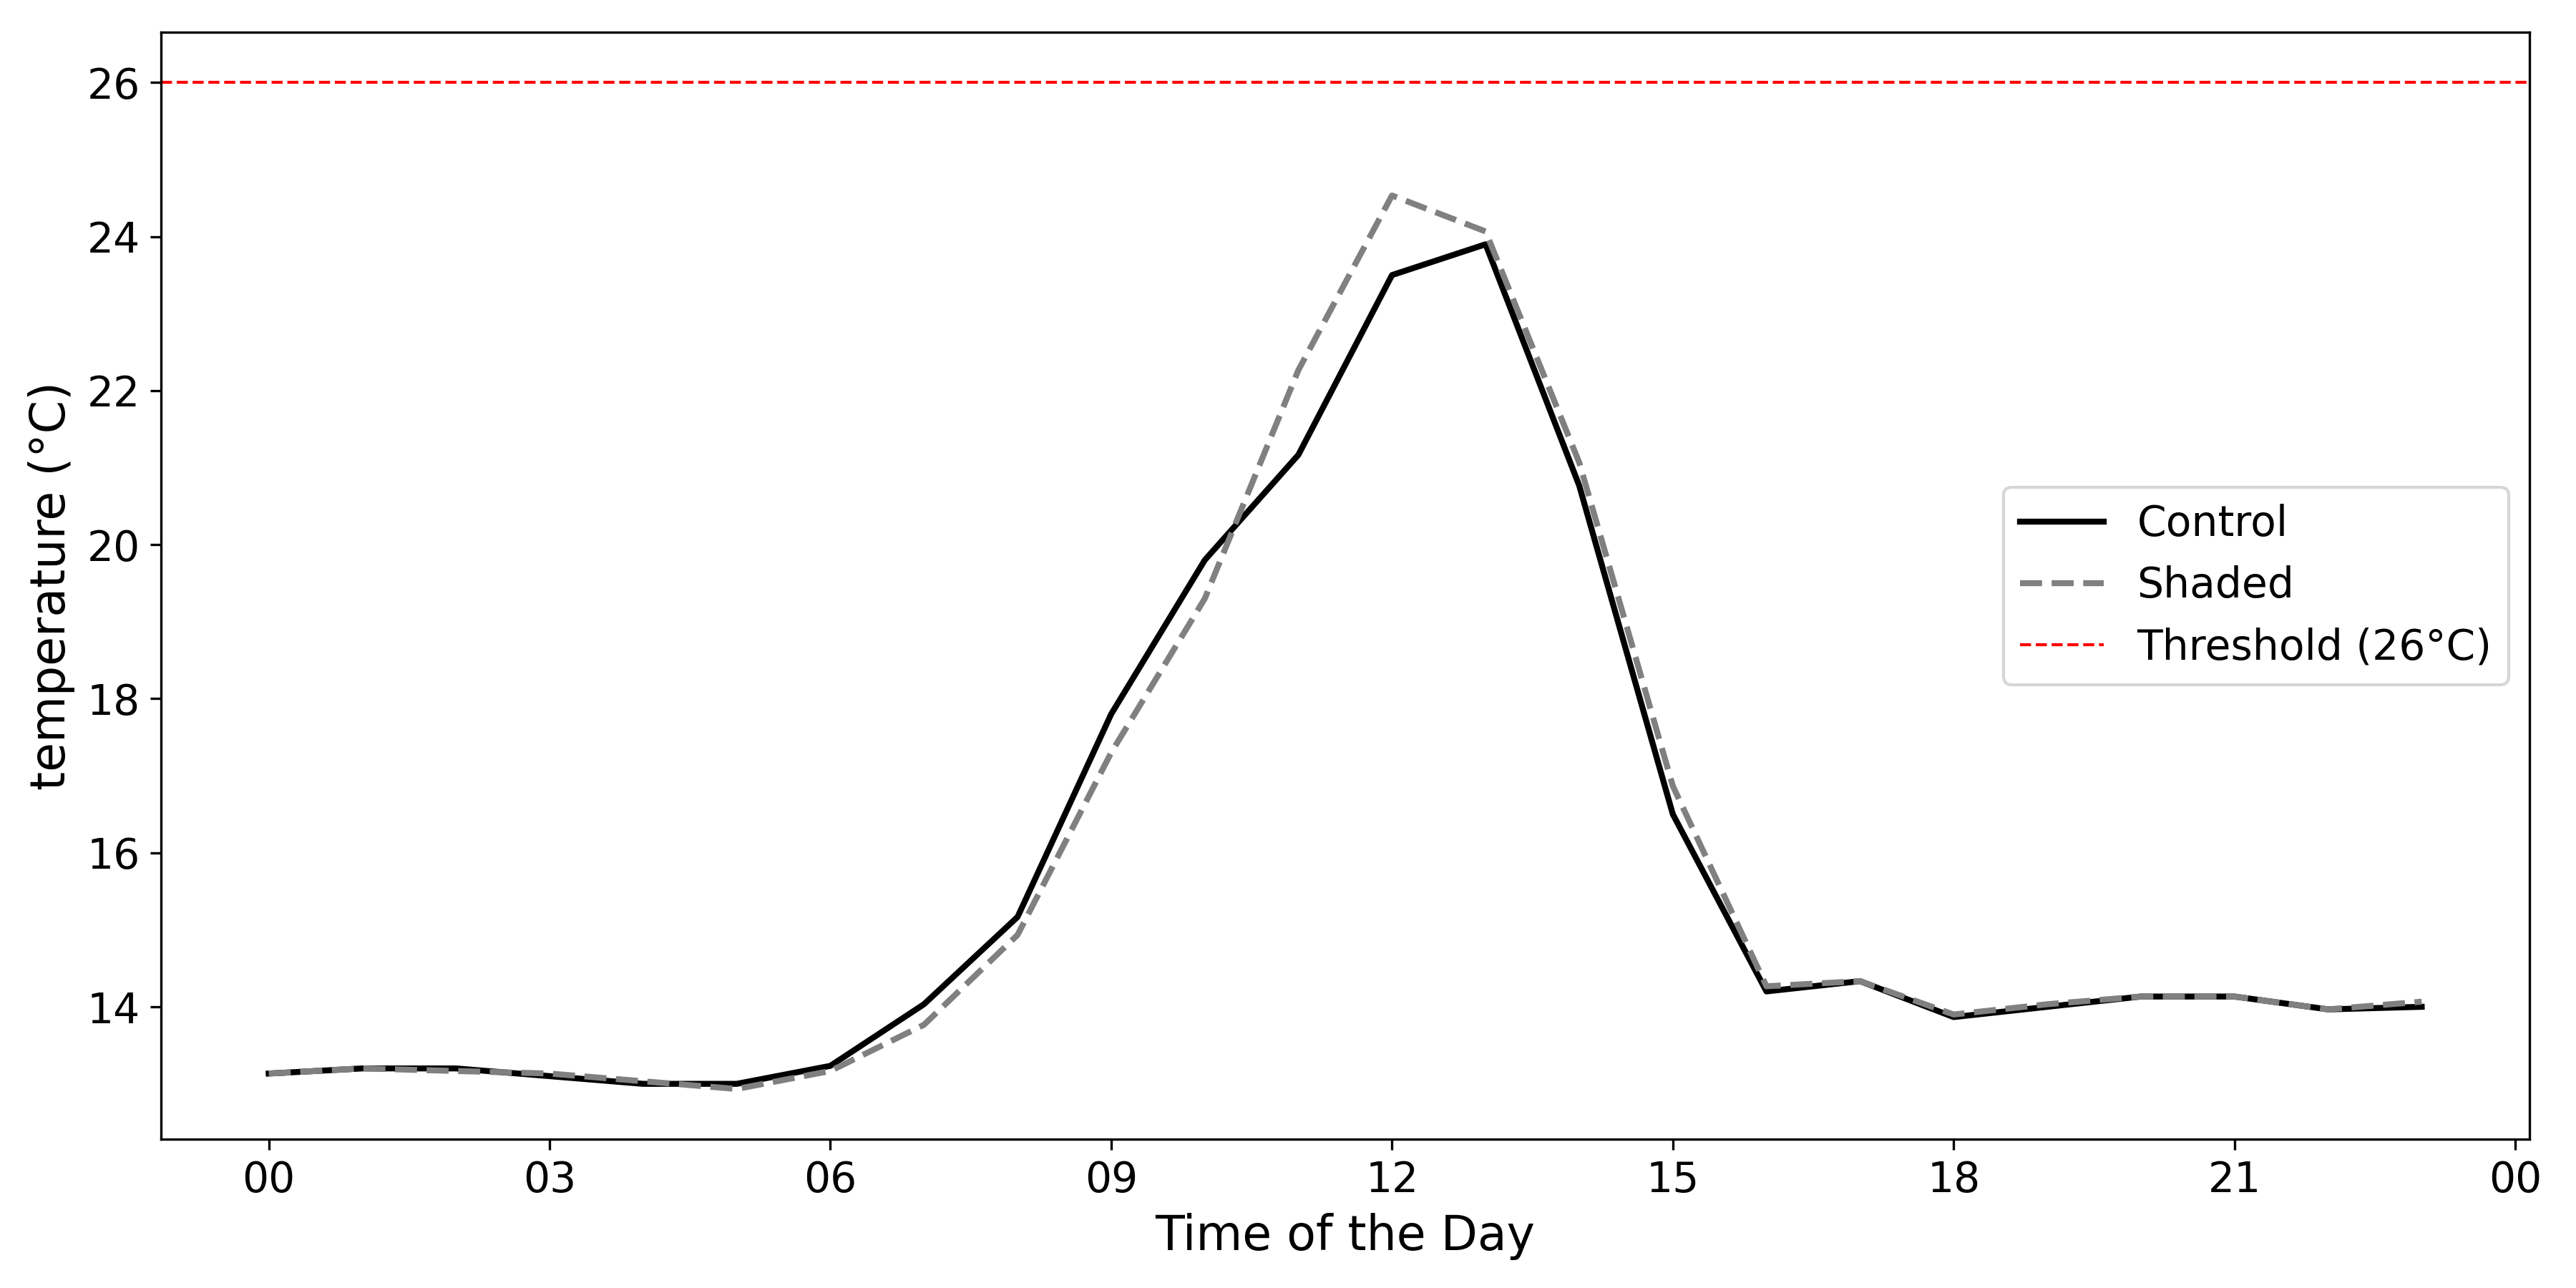 26
24
22
20
18
16
14
temperature (°C)
Control
Shaded
Threshold (26°C)
00 03 06 09 12 15 18 21 00
Time of the Day